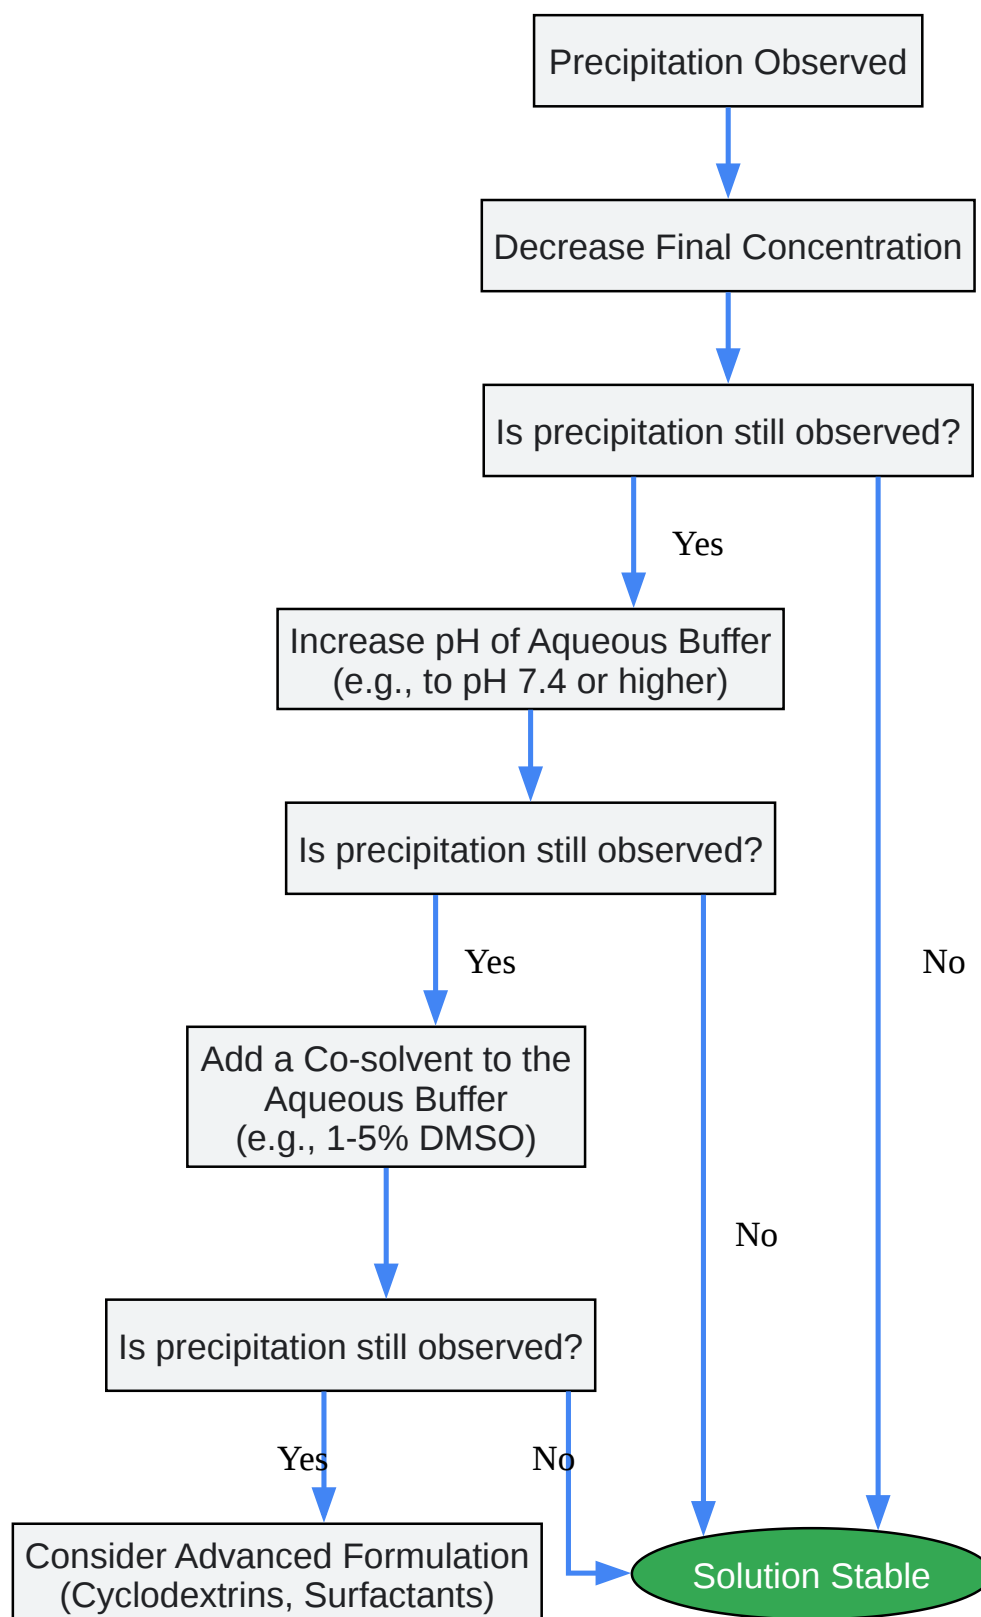 Precipitation Observed
Decrease Final Concentration
Is precipitation still observed?
Yes
Increase pH of Aqueous Buffer
(e.g., to pH 7.4 or higher)
Is precipitation still observed?
Yes
No
Add a Co-solvent to the
Aqueous Buffer
(e.g., 1-5% DMSO)
No
Is precipitation still observed?
Yes
No
Consider Advanced Formulation
(Cyclodextrins, Surfactants)
Solution Stable